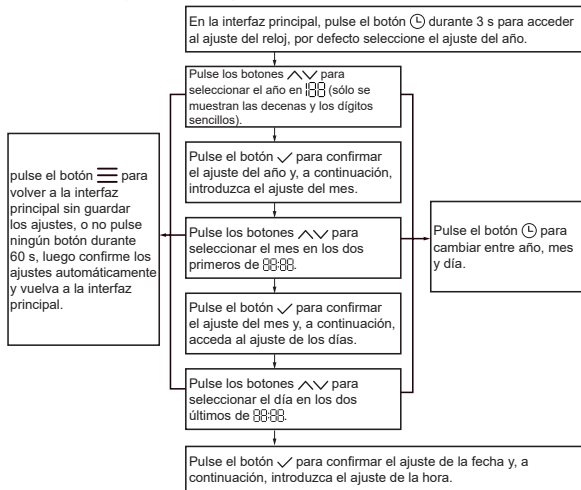 En la interfaz principal, pulse el botón durante 3 s para acceder
al ajuste del reloj, por defecto seleccione el ajuste del año.
Pulse los botones para
seleccionar el año en 188 (sólo se
muestran las decenas y los dígitos
sencillos).
Pulse el botón ✓ para confirmar
el ajuste del año y, a continuación,
introduzca el ajuste del mes.
pulse el botón para
volver a la interfaz
principal sin guardar
los ajustes, o no pulse
ningún botón durante
60 s, luego confirme los
ajustes automáticamente
y vuelva a la interfaz
principal.
Pulse los botones para
seleccionar el mes en los dos
primeros de 88:88.
Pulse el botón para
cambiar entre año, mes
y día.
Pulse el botón ✓ para confirmar
el ajuste del mes y, a continuación,
acceda al ajuste de los días.
Pulse los botones para
seleccionar el día en los dos
últimos de 88:88.
Pulse el botón ✓ para confirmar el ajuste de la fecha y, a
continuación, introduzca el ajuste de la hora.